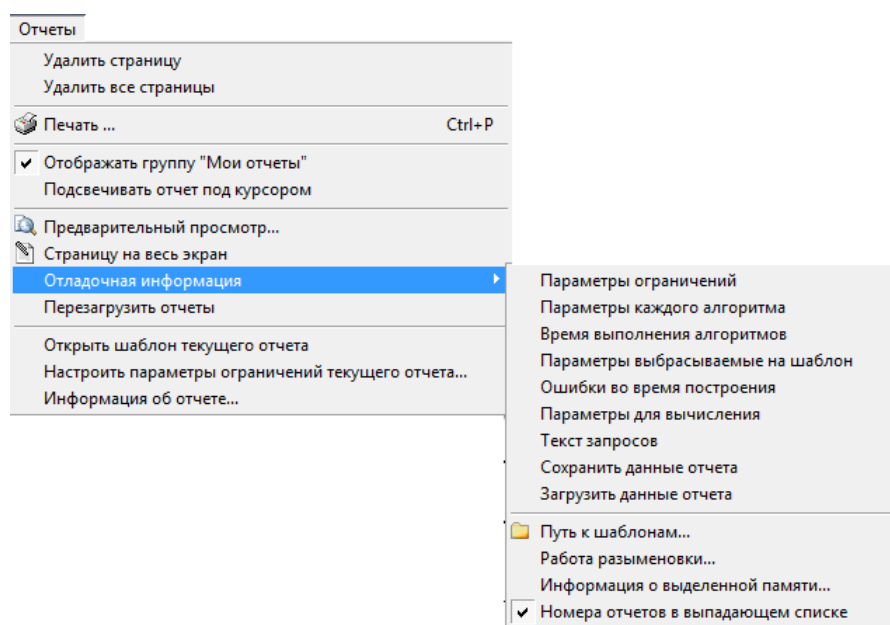 Отчеты
Удалить страницу
Удалить все страницы
Печать ... Ctrl+P
Отображать группу "Мои отчеты"
Подсвечивать отчет под курсором
Предварительный просмотр...
Страницу на весь экран
Отладочная информация
Перезагрузить отчеты
Открыть шаблон текущего отчета
Настроить параметры ограничений текущего отчета...
Информация об отчете...
Параметры ограничений
Параметры каждого алгоритма
Время выполнения алгоритмов
Параметры выбрасываемые на шаблон
Ошибки во время построения
Параметры для вычисления
Текст запросов
Сохранить данные отчета
Загрузить данные отчета
Путь к шаблонам...
Работа разыменовки...
Информация о выделенной памяти...
Номера отчетов в выпадающем списке